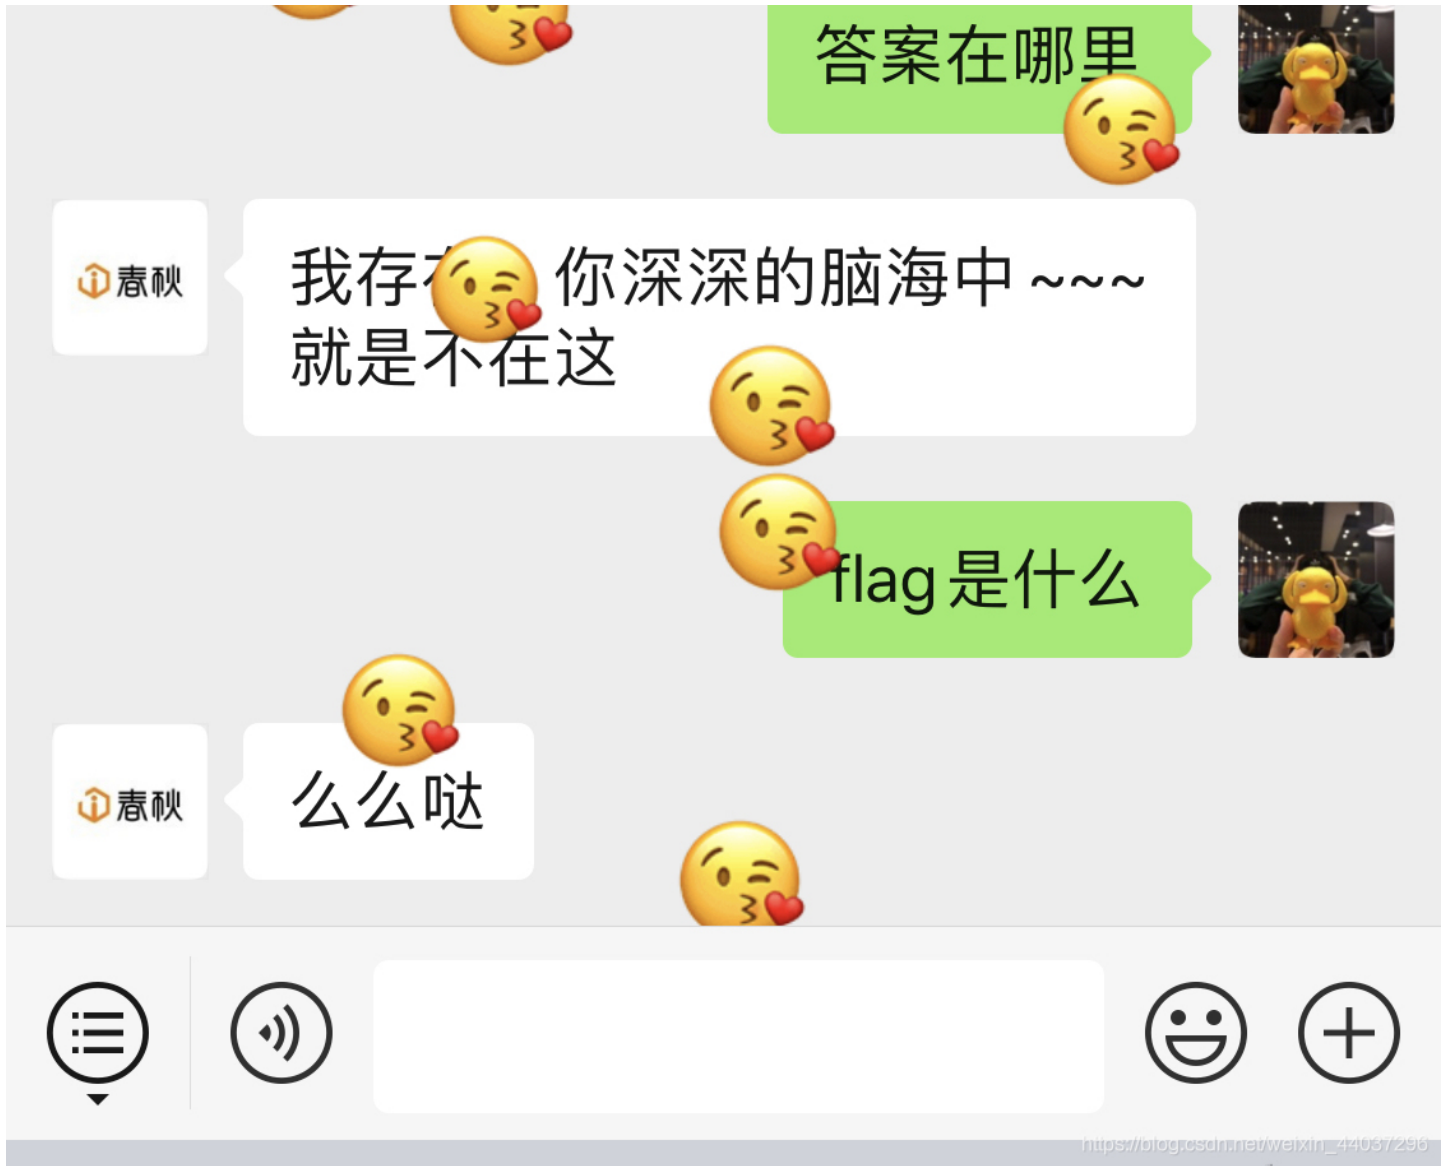 答案在哪里
春秋
我存在你深深的脑海中~~~
就是不在这
flag是什么
春秋
么么哒
https://blog.csdn.net/weixin_44037296